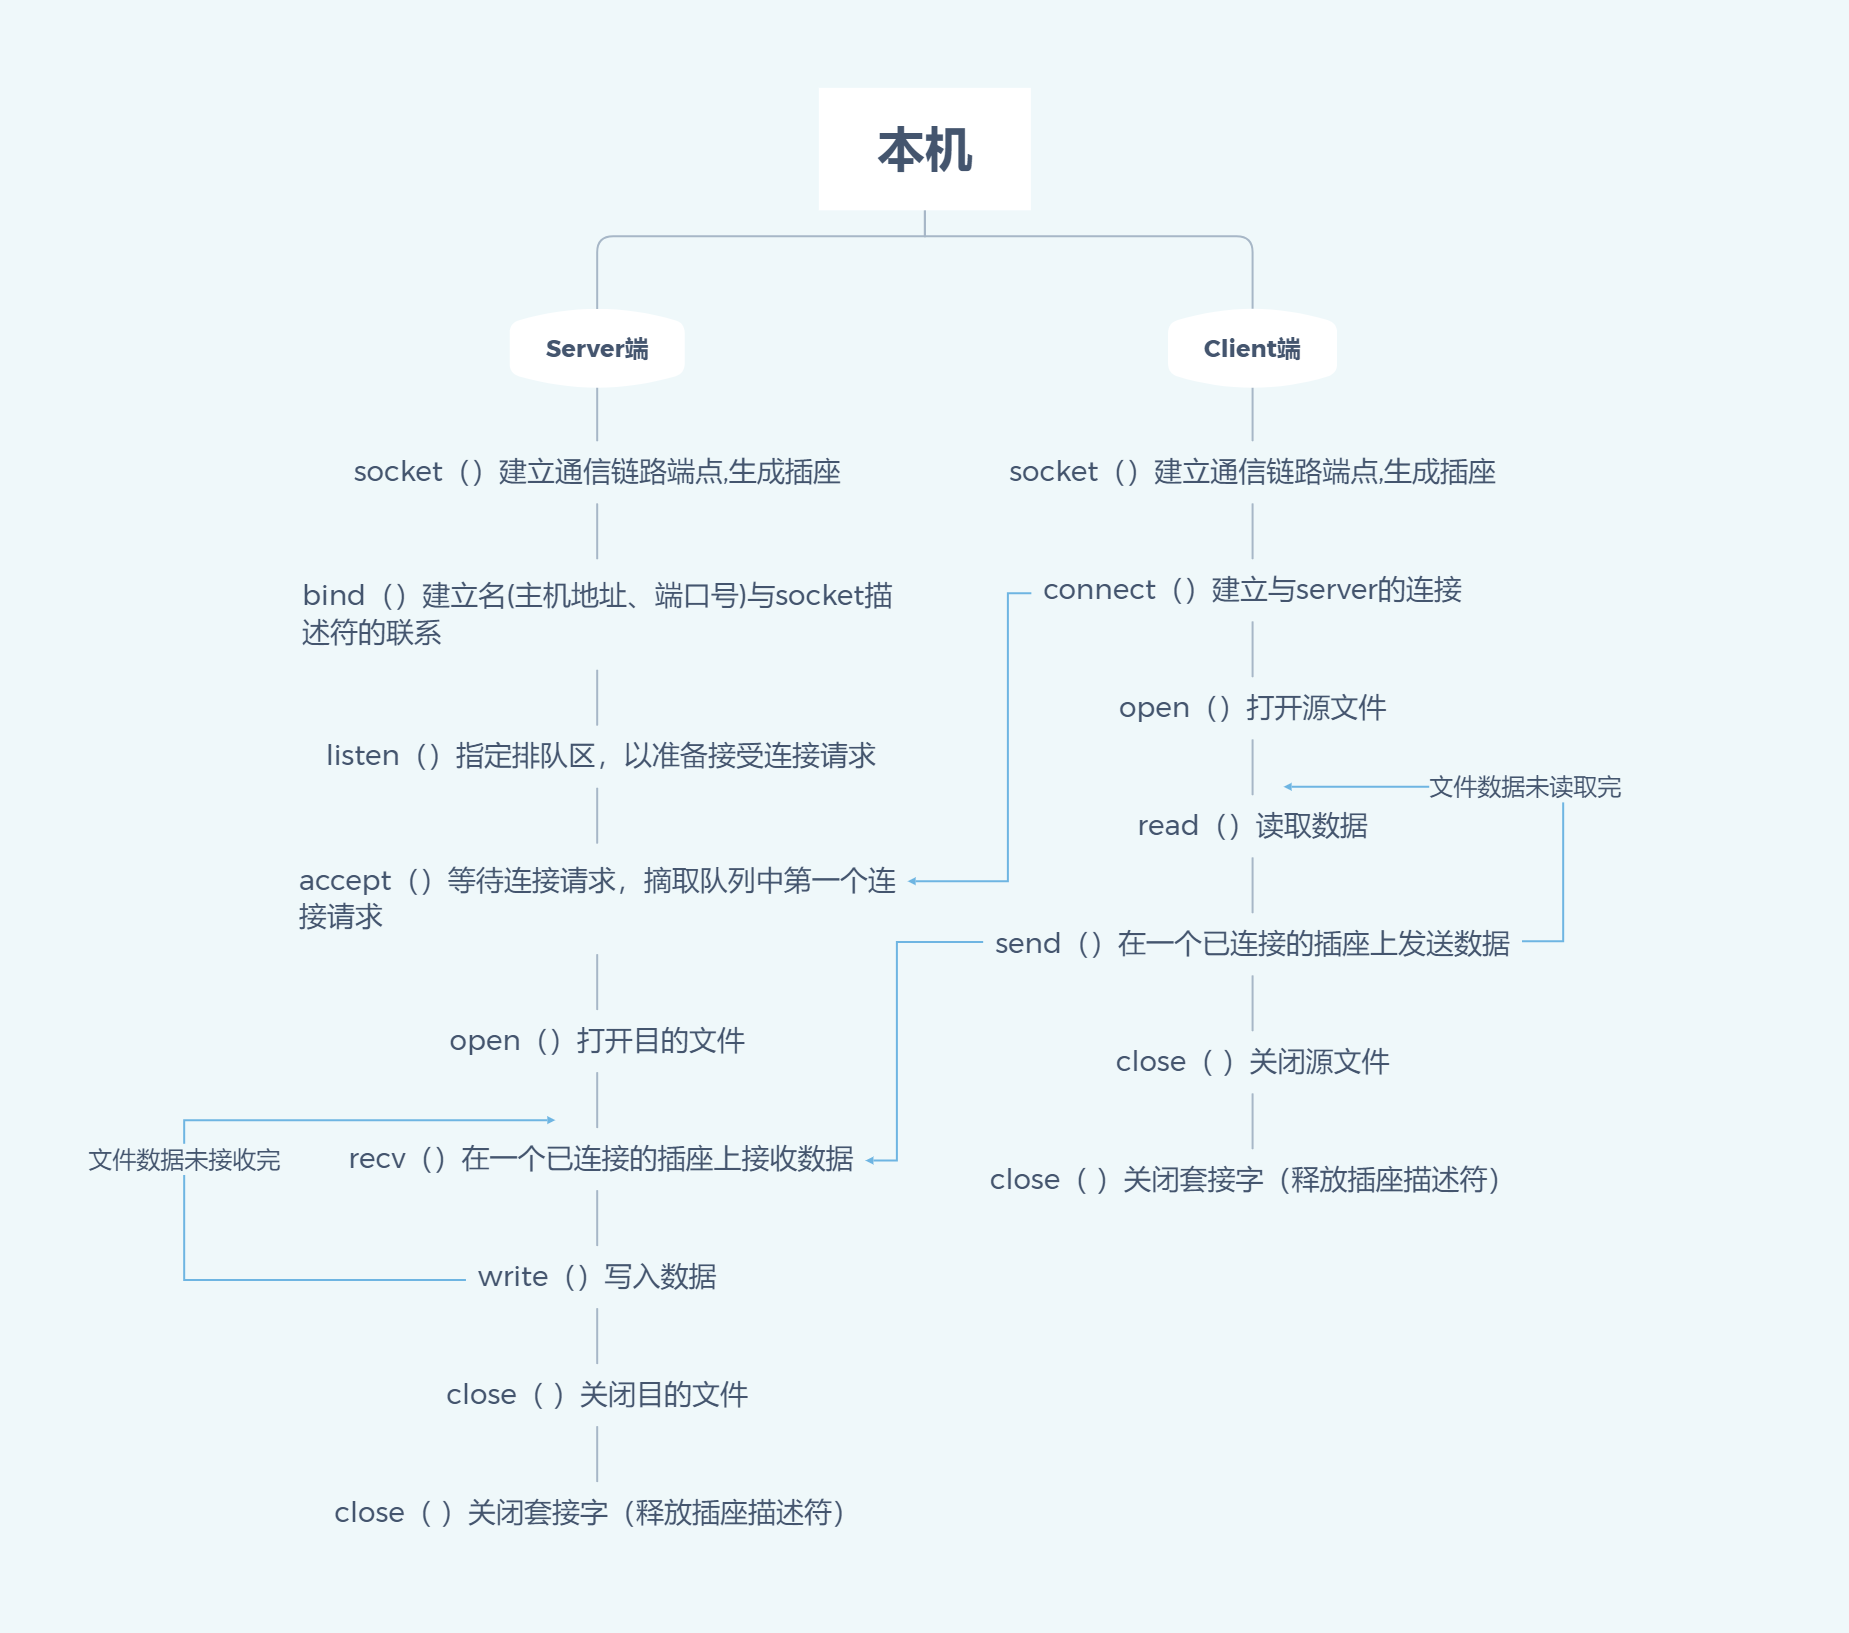 本机
Server端
socket（）建立通信链路端点,生成插座
bind（）建立名(主机地址、端口号)与socket描
述符的联系
listen（）指定排队区，以准备接受连接请求
accept（）等待连接请求，摘取队列中第一个连
接请求
open（）打开目的文件
文件数据未接收完
recv（）在一个已连接的插座上接收数据
write（）写入数据
close（ ）关闭目的文件
close（ ）关闭套接字（释放插座描述符）
Client端
socket（）建立通信链路端点,生成插座
connect（）建立与server的连接
open（）打开源文件
文件数据未读取完
read（）读取数据
send（）在一个已连接的插座上发送数据
close（ ）关闭源文件
close（ ）关闭套接字（释放插座描述符）